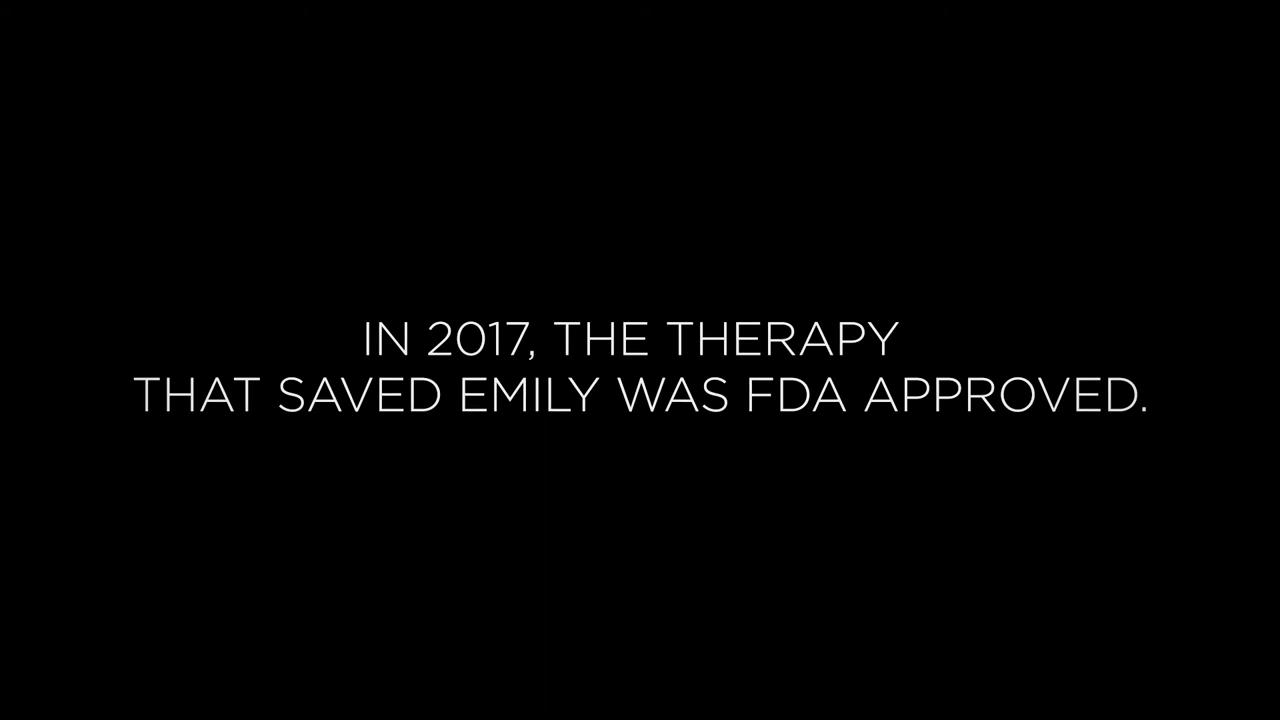 IN 2017, THE THERAPY
THAT SAVED EMILY WAS FDA APPROVED.